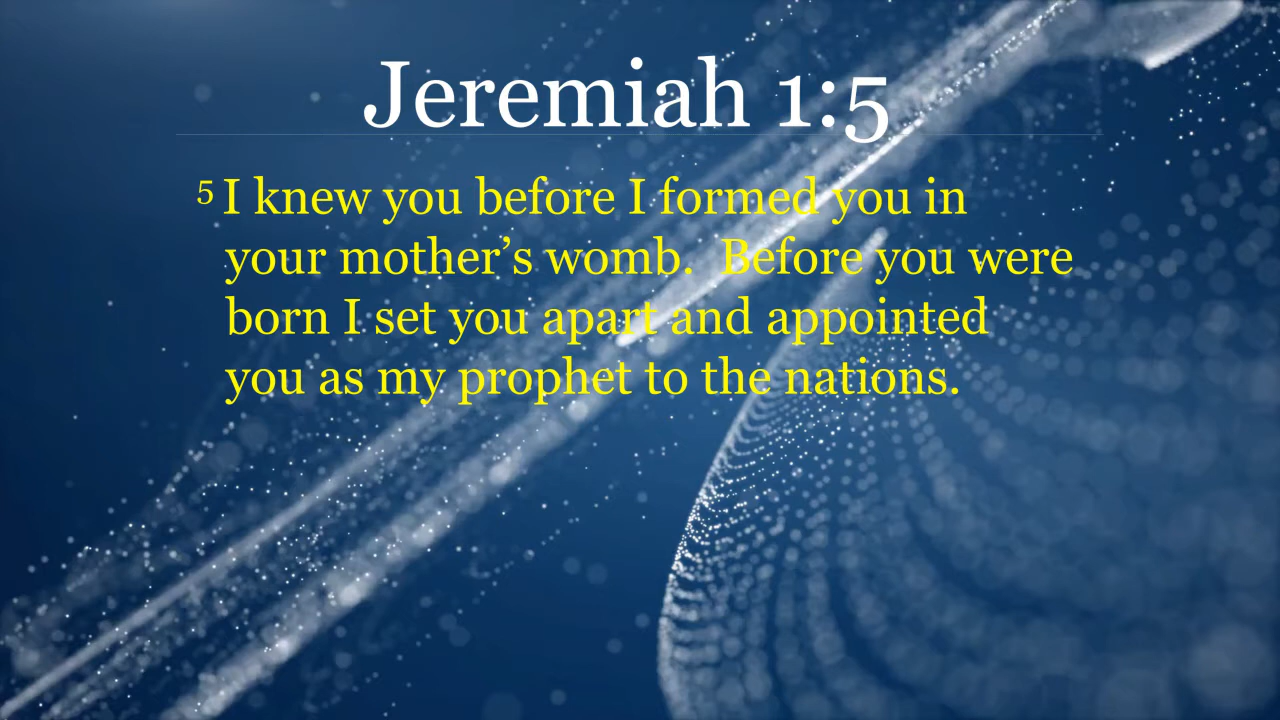 Jeremiah 1:5
5 I knew you before I formed you in
your mother’s womb.  Before you were
born I set you apart and appointed
you as my prophet to the nations.